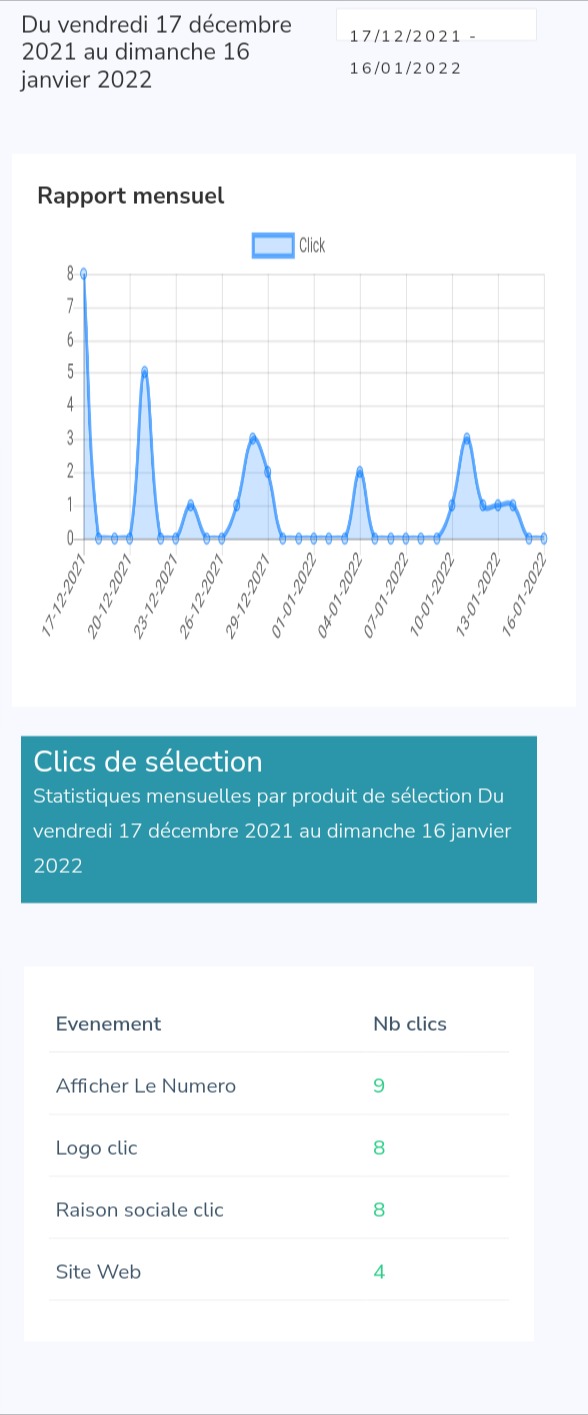 Du vendredi 17 décembre
2021 au dimanche 16
janvier 2022
17/12/2021 -
16/01/2022
Rapport mensuel
Click
8
7
6
5
4
3
2
1
0
17-12-2021
20-12-2021
23-12-2021
26-12-2021
29-12-2021
01-01-2022
04-01-2022
07-01-2022
10-01-2022
13-01-2022
16-01-2022
Clics de sélection
Statistiques mensuelles par produit de sélection Du
vendredi 17 décembre 2021 au dimanche 16 janvier
2022
Evenement Nb clics
Afficher Le Numero 9
Logo clic 8
Raison sociale clic 8
Site Web 4